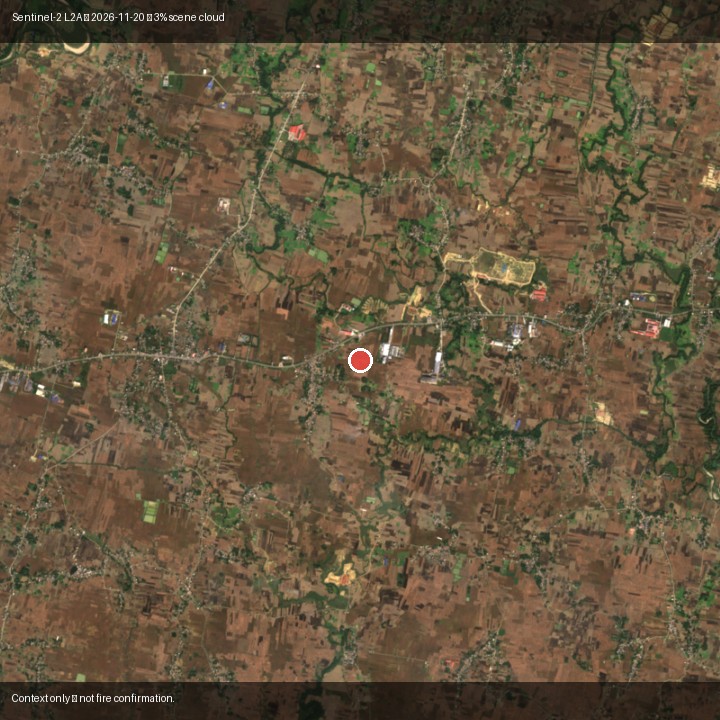 Sentinel-2 L2A▯2026-11-20▯3% scene cloud
Context only▯not fire confirmation.